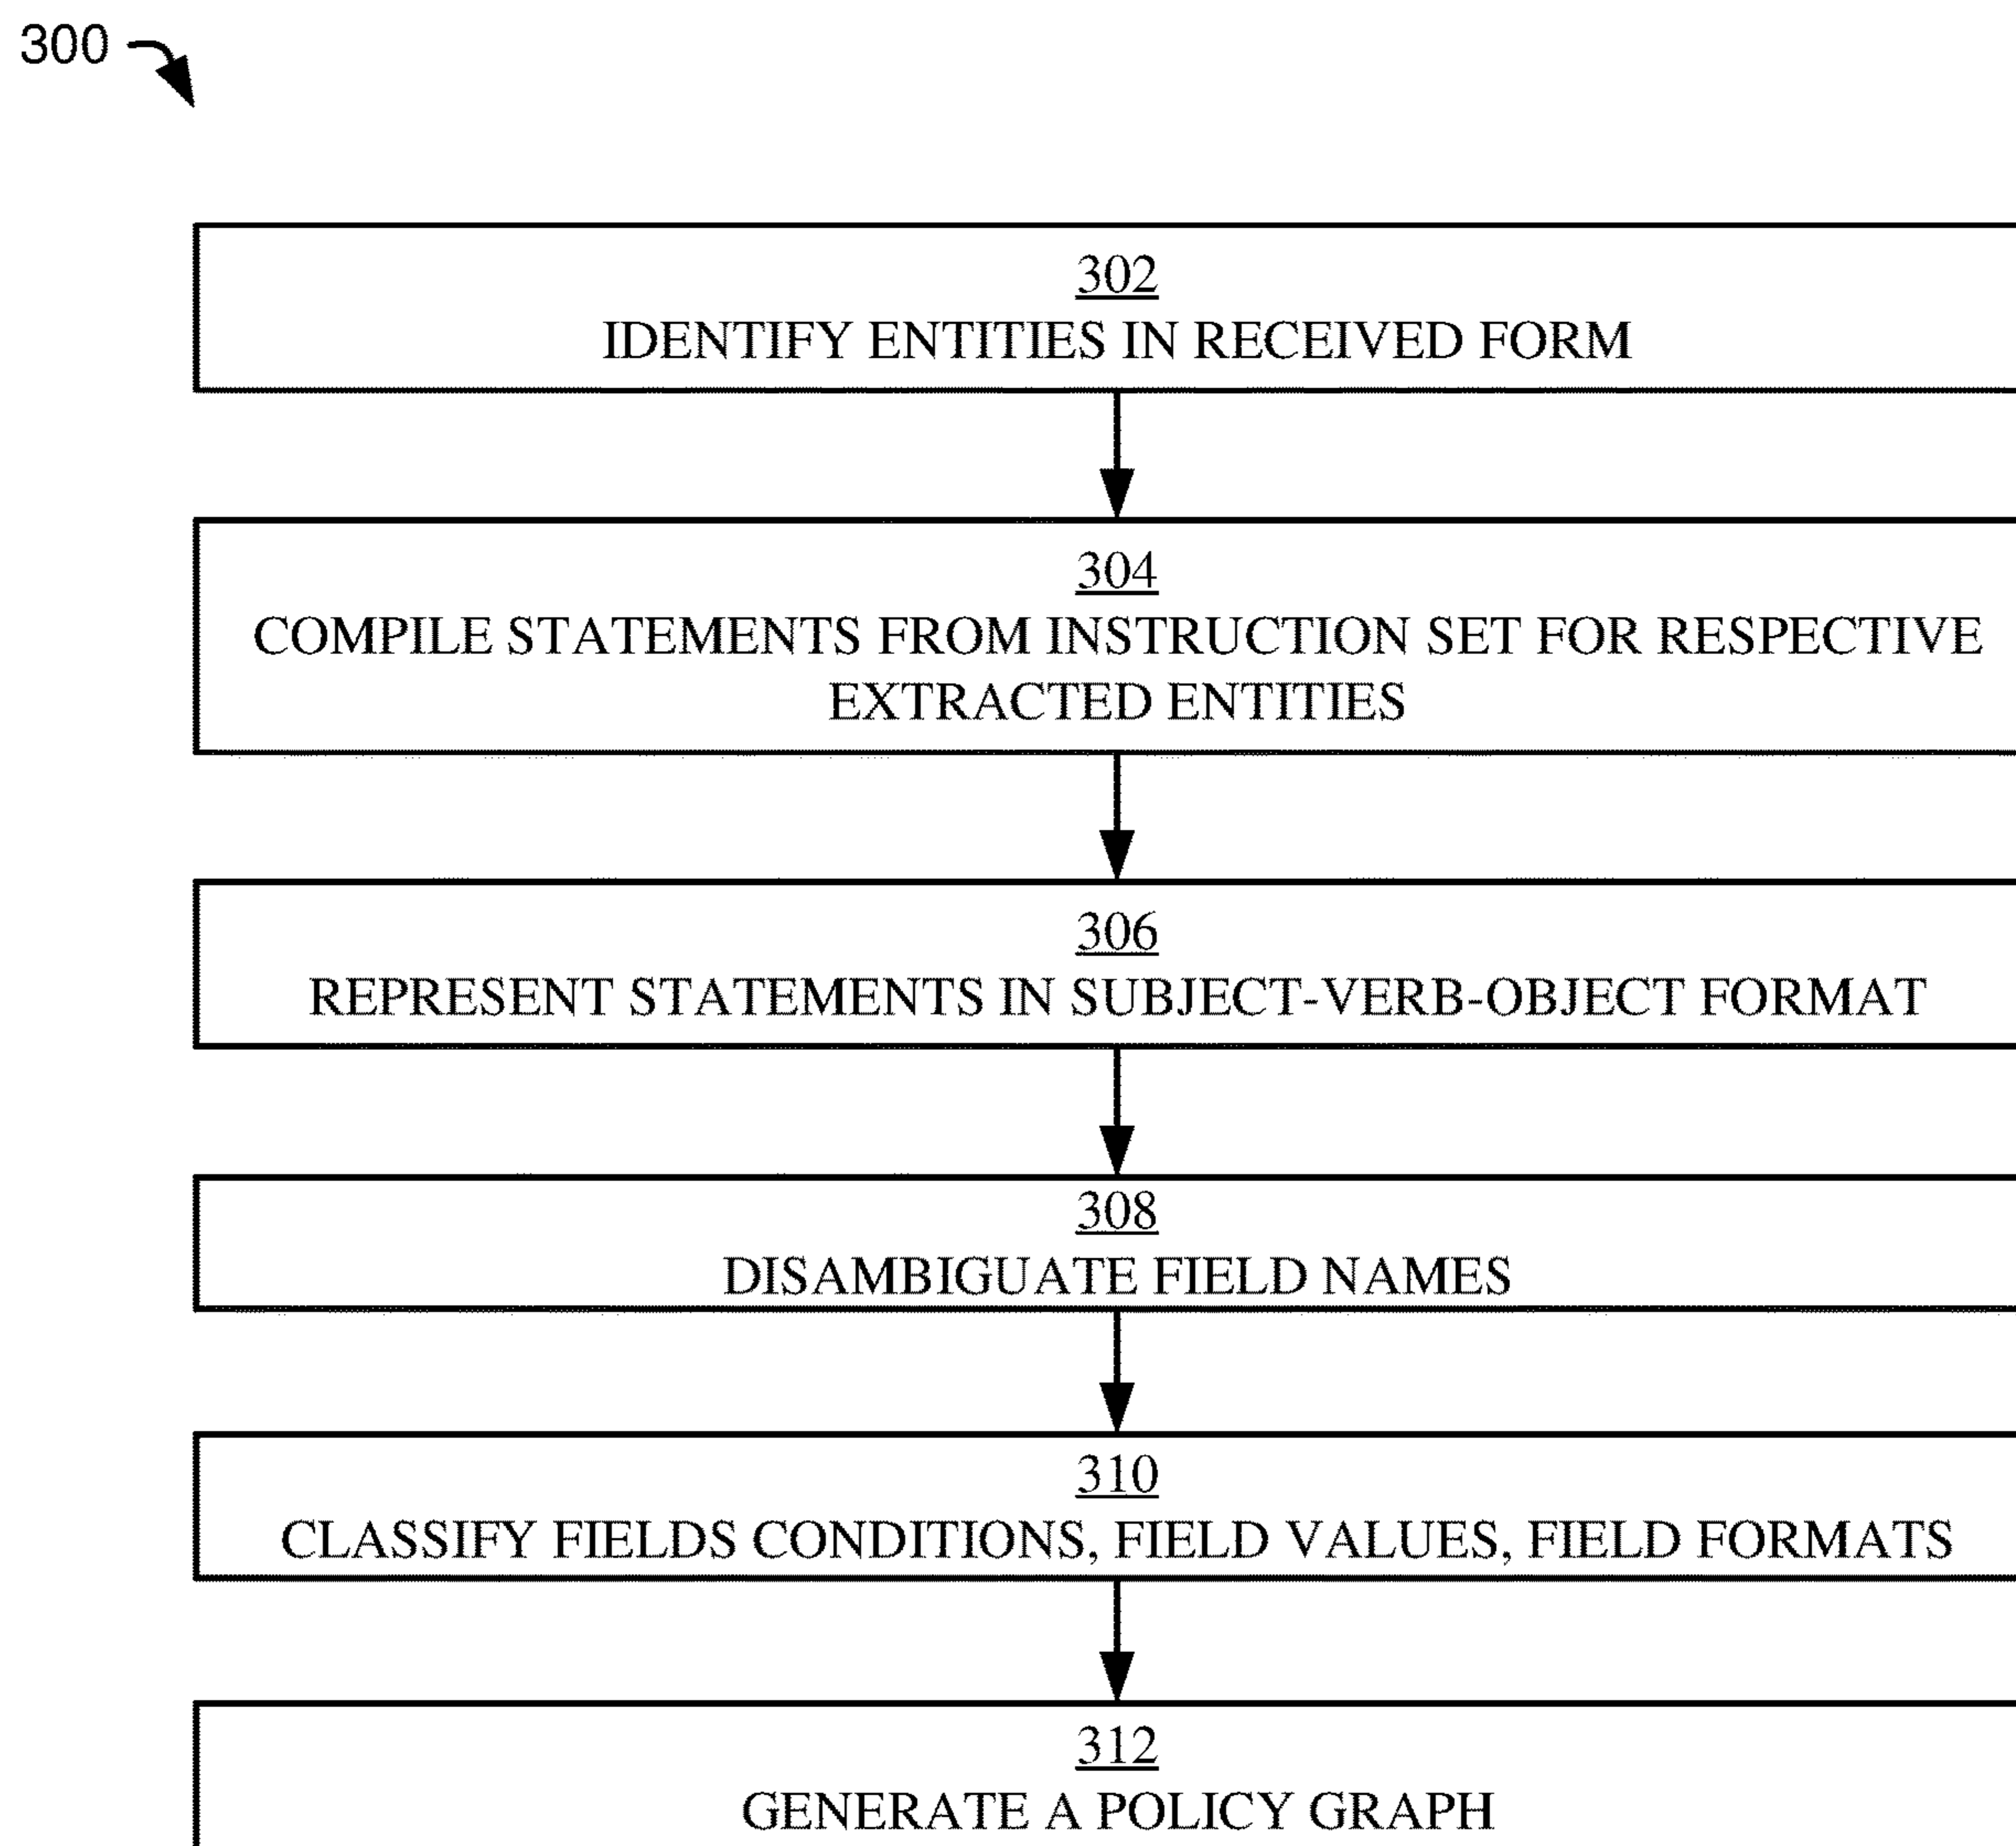 300
302
IDENTIFY ENTITIES IN RECEIVED FORM
304
COMPILE STATEMENTS FROM INSTRUCTION SET FOR RESPECTIVE
EXTRACTED ENTITIES
306
REPRESENT STATEMENTS IN SUBJECT-VERB-OBJECT FORMAT
308
DISAMBIGUATE FIELD NAMES
310
CLASSIFY FIELDS CONDITIONS, FIELD VALUES, FIELD FORMATS
312
GENERATE A POLICY GRAPH